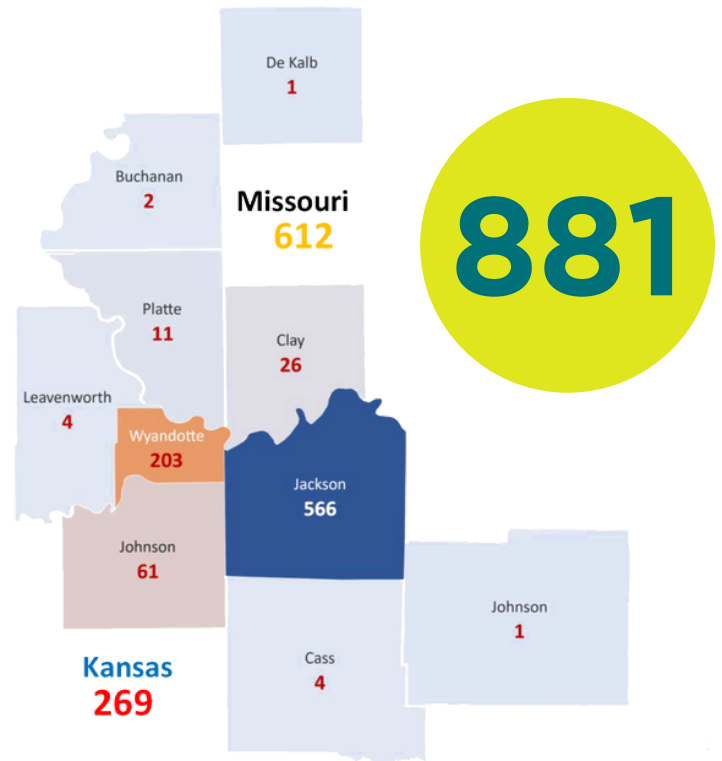 De Kalb
1
Buchanan
2
Missouri
612
881
Platte
11
Clay
26
Leavenworth
4
Wyandotte
203
Jackson
566
Johnson
61
Johnson
1
Kansas
269
Cass
4